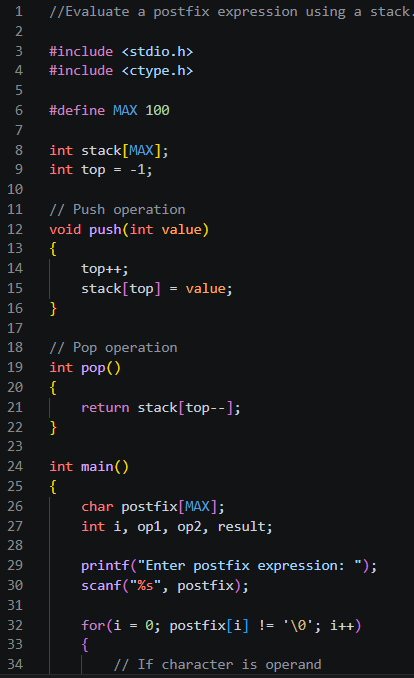 1 //Evaluate a postfix expression using a stack.
2
3 #include <stdio.h>
4 #include <ctype.h>
5
6 #define MAX 100
7
8 int stack[MAX];
9 int top = -1;
10
11 // Push operation
12 void push(int value)
13 {
14     top++;
15     stack[top] = value;
16 }
17
18 // Pop operation
19 int pop()
20 {
21     return stack[top--];
22 }
23
24 int main()
25 {
26     char postfix[MAX];
27     int i, op1, op2, result;
28
29     printf("Enter postfix expression: ");
30     scanf("%s", postfix);
31
32     for(i = 0; postfix[i] != '\0'; i++)
33     {
34         // If character is operand